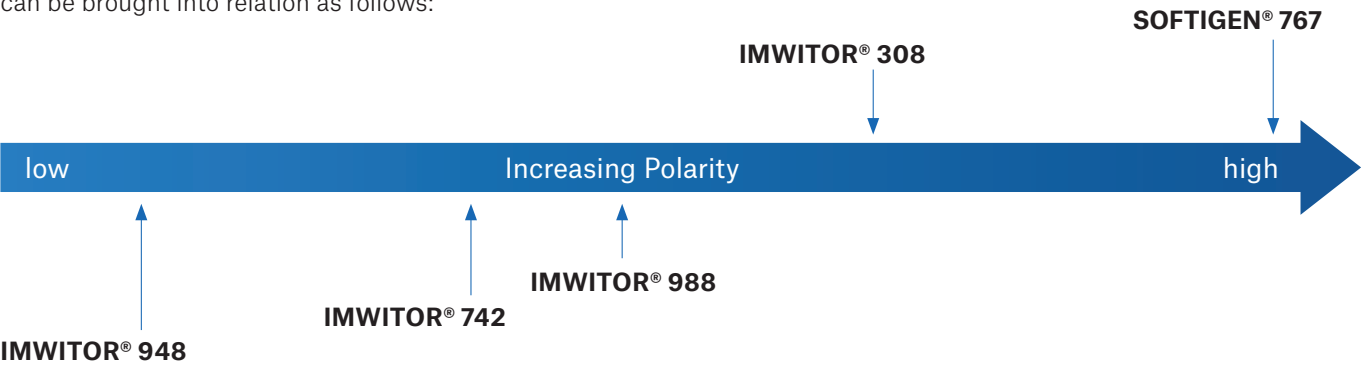 can be brought into relation as follows:
SOFTIGEN® 767
IMWITOR® 308
low Increasing Polarity high
IMWITOR® 988
IMWITOR® 742
IMWITOR® 948